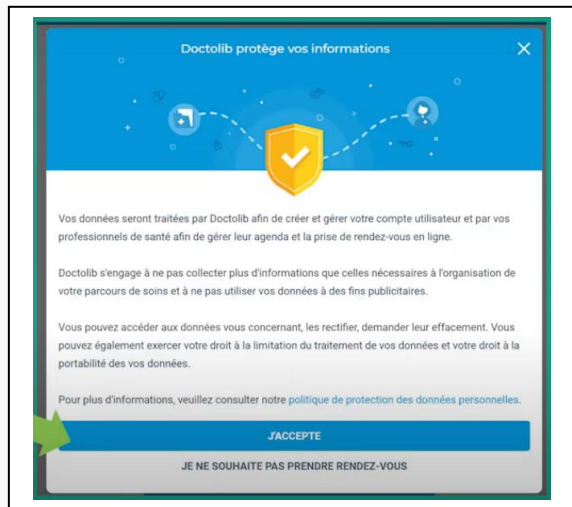 Doctolib protège vos informations
Vos données seront traitées par Doctolib afin de créer et gérer votre compte utilisateur et par vos
professionnels de santé afin de gérer leur agenda et la prise de rendez-vous en ligne.
Doctolib s'engage à ne pas collecter plus d'informations que celles nécessaires à l'organisation de
votre parcours de soins et à ne pas utiliser vos données à des fins publicitaires.
Vous pouvez accéder aux données vous concernant, les rectifier, demander leur effacement. Vous
pouvez également exercer votre droit à la limitation du traitement de vos données et votre droit à la
portabilité des vos données.
Pour plus d'informations, veuillez consulter notre politique de protection des données personnelles.
J'ACCEPTE
JE NE SOUHAITE PAS PRENDRE RENDEZ-VOUS